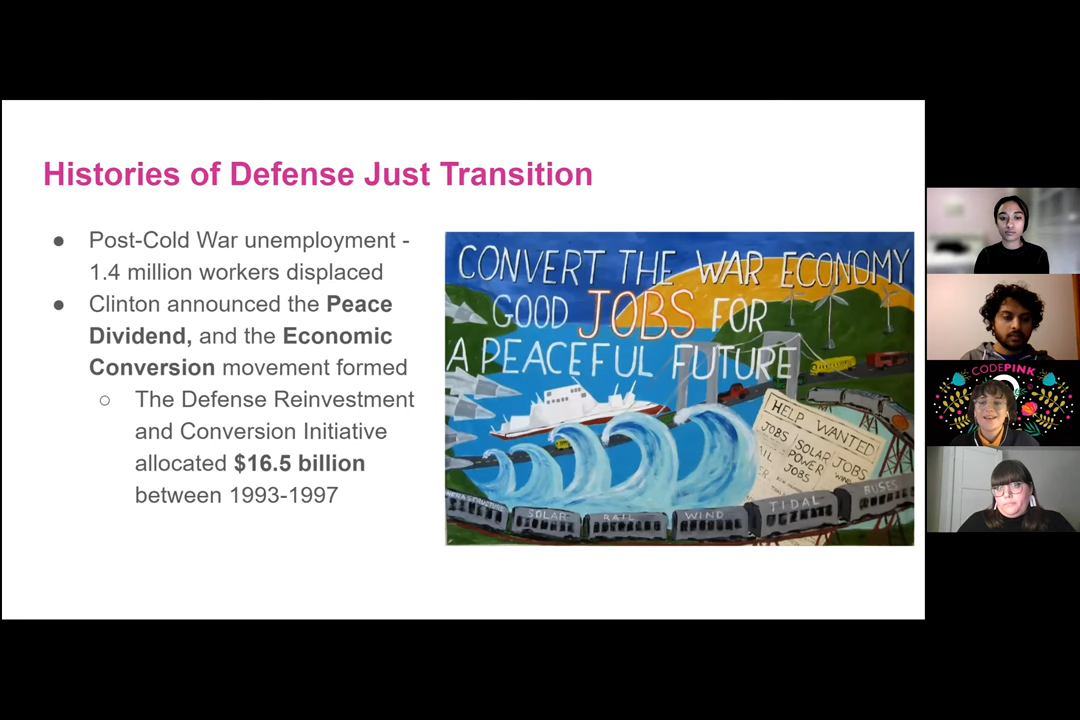 Histories of Defense Just Transition
● Post-Cold War unemployment -
1.4 million workers displaced
● Clinton announced the Peace
Dividend, and the Economic
Conversion movement formed
○ The Defense Reinvestment
and Conversion Initiative
allocated $16.5 billion
between 1993-1997
CONVERT THE WAR ECONOMY
GOOD JOBS FOR
A PEACEFUL FUTURE
HELP WANTED
JOBS
SOLAR JOBS
POWER
JOBS
INFRASTRUCTURE
SOLAR
RAIL
WIND
TIDAL
BUSES
CODEPINK